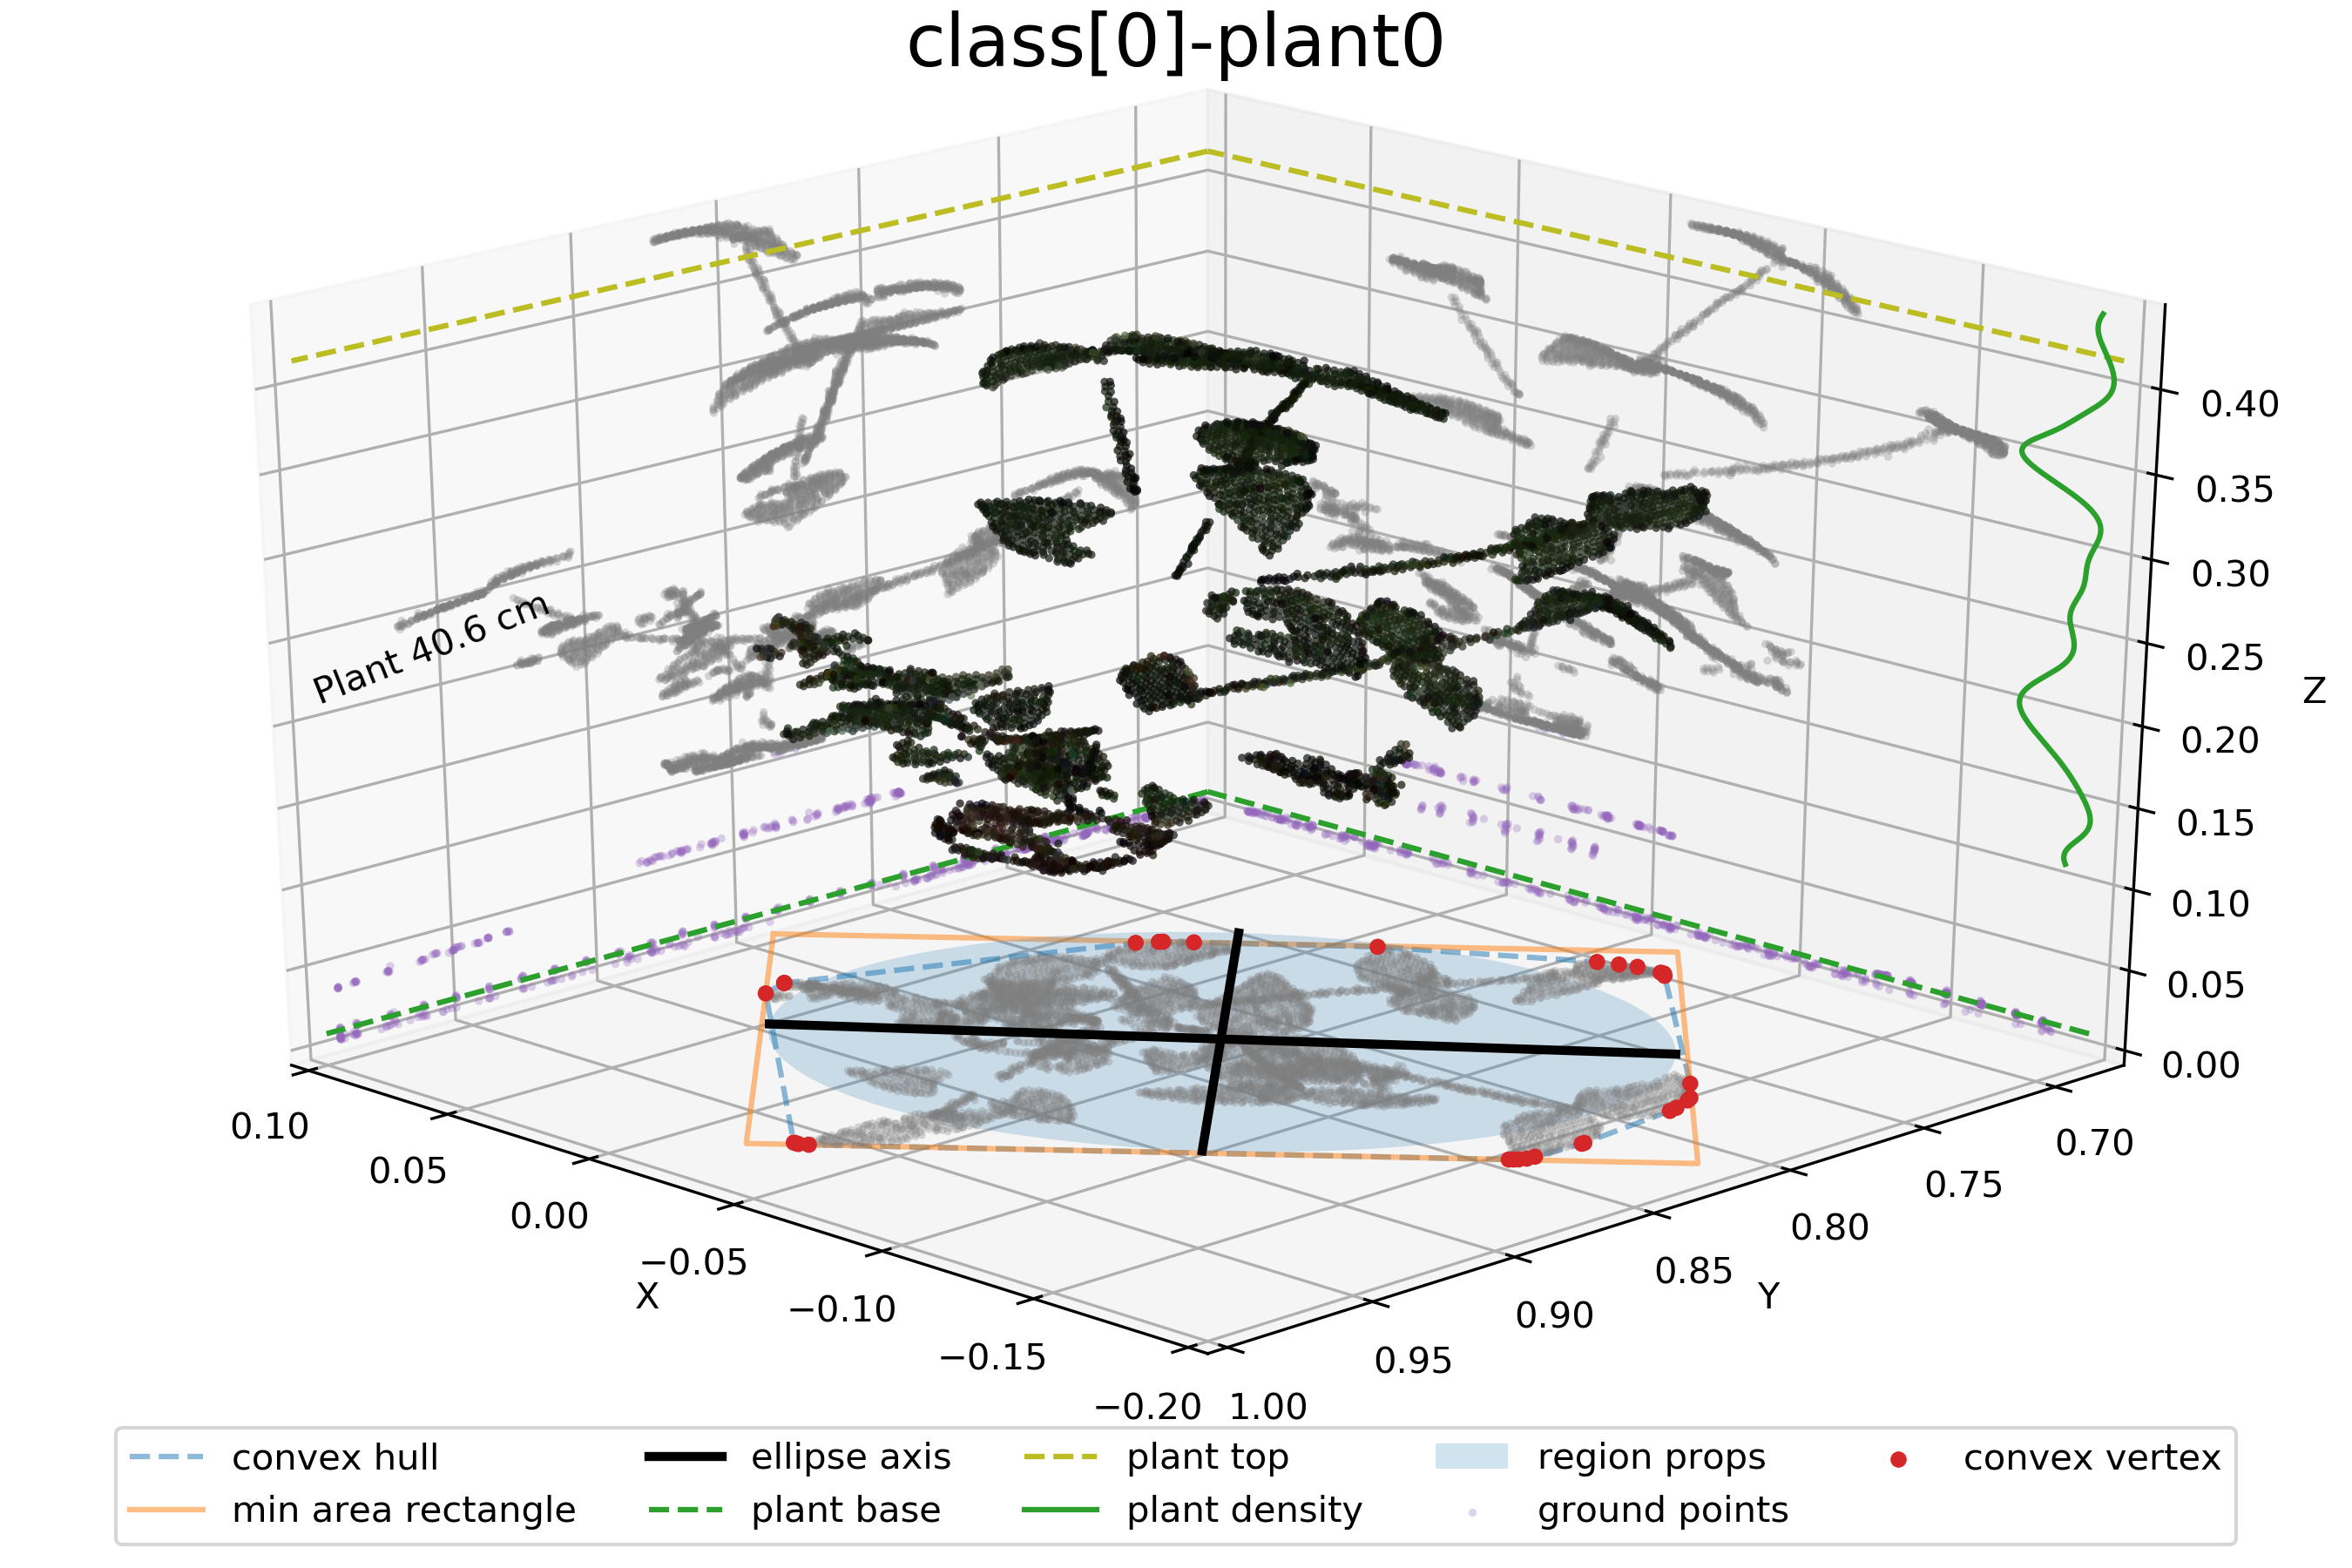 class[0]-plant0
Plant 40.6 cm
0.40
0.35
0.30
0.25
0.20
0.15
0.10
0.05
0.00
Z
0.10
0.05
0.00
−0.05
−0.10
−0.15
−0.20
X
1.00
0.95
0.90
0.85
0.80
0.75
0.70
Y
convex hull
min area rectangle
ellipse axis
plant base
plant top
plant density
region props
ground points
convex vertex